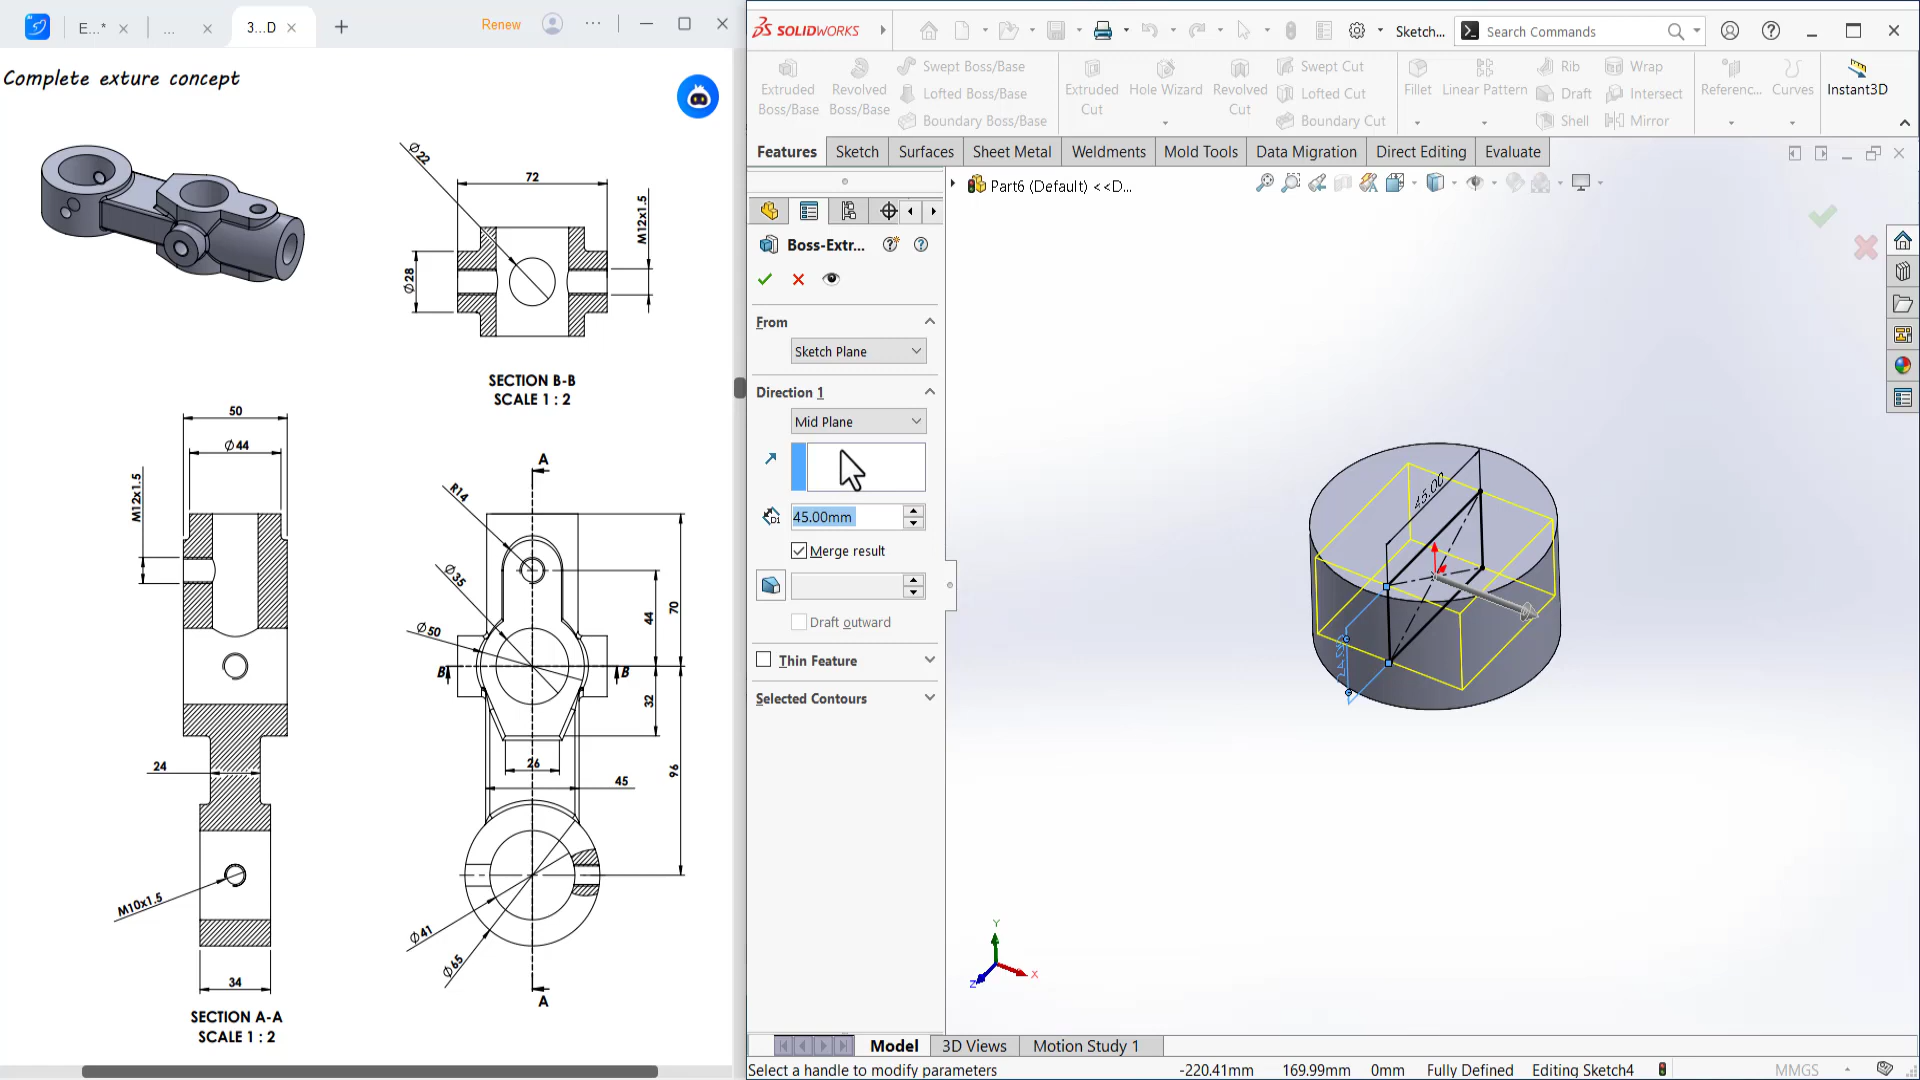 E...*
...
3...D
Renew
Complete exture concept
Ø22
72
M12x1.5
Ø28
SECTION B-B
SCALE 1 : 2
50
Ø44
M12x1.5
24
M10x1.5
34
SECTION A-A
SCALE 1 : 2
A
R14
Ø35
Ø50
B
B
44
70
32
26
45
96
Ø41
Ø65
A
SOLIDWORKS
Sketch...
Search Commands
Extruded Boss/Base
Revolved Boss/Base
Swept Boss/Base
Lofted Boss/Base
Boundary Boss/Base
Extruded Cut
Hole Wizard
Revolved Cut
Swept Cut
Lofted Cut
Boundary Cut
Fillet
Linear Pattern
Rib
Draft
Shell
Wrap
Intersect
Mirror
Referenc...
Curves
Instant3D
Features
Sketch
Surfaces
Sheet Metal
Weldments
Mold Tools
Data Migration
Direct Editing
Evaluate
Part6 (Default) <<D...
Boss-Extr...
From
Sketch Plane
Direction 1
Mid Plane
D1
45.00mm
Merge result
Draft outward
Thin Feature
Selected Contours
45.00
Y
X
Z
Model
3D Views
Motion Study 1
Select a handle to modify parameters
-220.41mm
169.99mm
0mm
Fully Defined
Editing Sketch4
MMGS